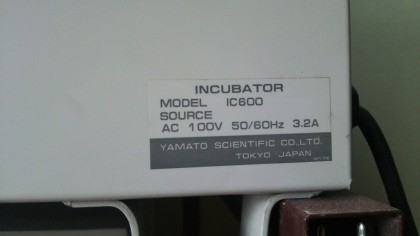 INCUBATOR
MODEL IC600
SOURCE
AC 100V 50/60Hz 3.2A
YAMATO SCIENTIFIC CO., LTD.
TOKYO JAPAN